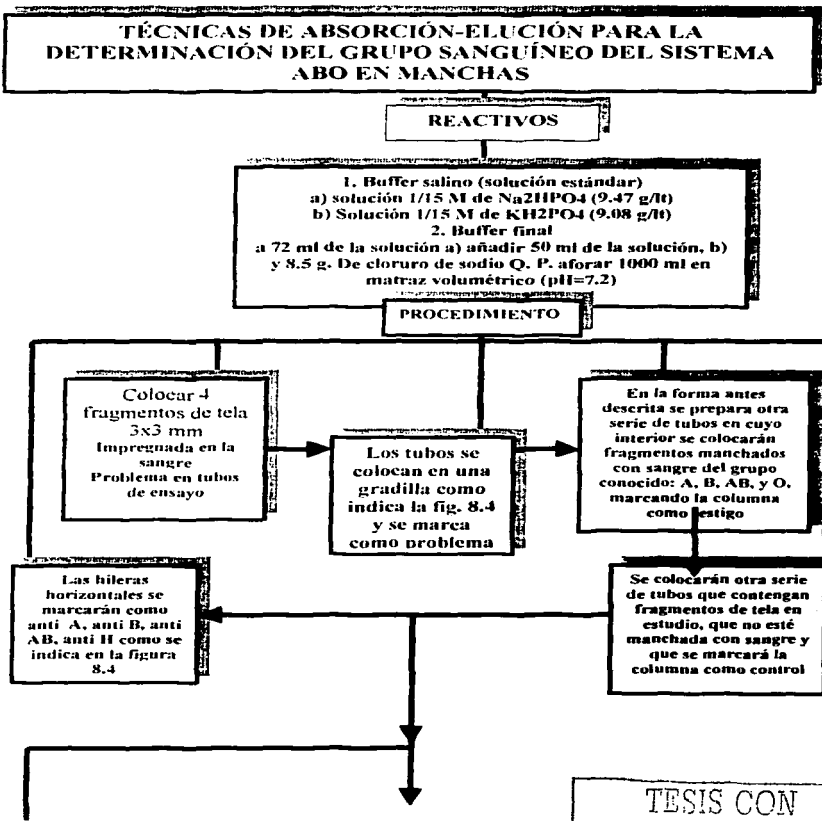 TÉCNICAS DE ABSORCIÓN-ELUCIÓN PARA LA
DETERMINACIÓN DEL GRUPO SANGUÍNEO DEL SISTEMA
ABO EN MANCHAS
REACTIVOS
1. Buffer salino (solución estándar)
a) solución 1/15 M de Na2HPO4 (9.47 g/lt)
b) Solución 1/15 M de KH2PO4 (9.08 g/lt)
2. Buffer final
a 72 ml de la solución a) añadir 50 ml de la solución, b)
y 8.5 g. De cloruro de sodio Q. P. aforar 1000 ml en
matraz volumétrico (pH=7.2)
PROCEDIMIENTO
Colocar 4
fragmentos de tela
3x3 mm
Impregnada en la
sangre
Problema en tubos
de ensayo
Los tubos se
colocan en una
gradilla como
indica la fig. 8.4
y se marca
como problema
En la forma antes
descrita se prepara otra
serie de tubos en cuyo
interior se colocarán
fragmentos manchados
con sangre del grupo
conocido: A, B, AB, y O.
marcando la columna
como testigo
Las hileras
horizontales se
marcarán como
anti A, anti B, anti
AB, anti H como se
indica en la figura
8.4
Se colocarán otra serie
de tubos que contengan
fragmentos de tela en
estudio, que no esté
manchada con sangre y
que se marcará la
columna como control
TESIS CON